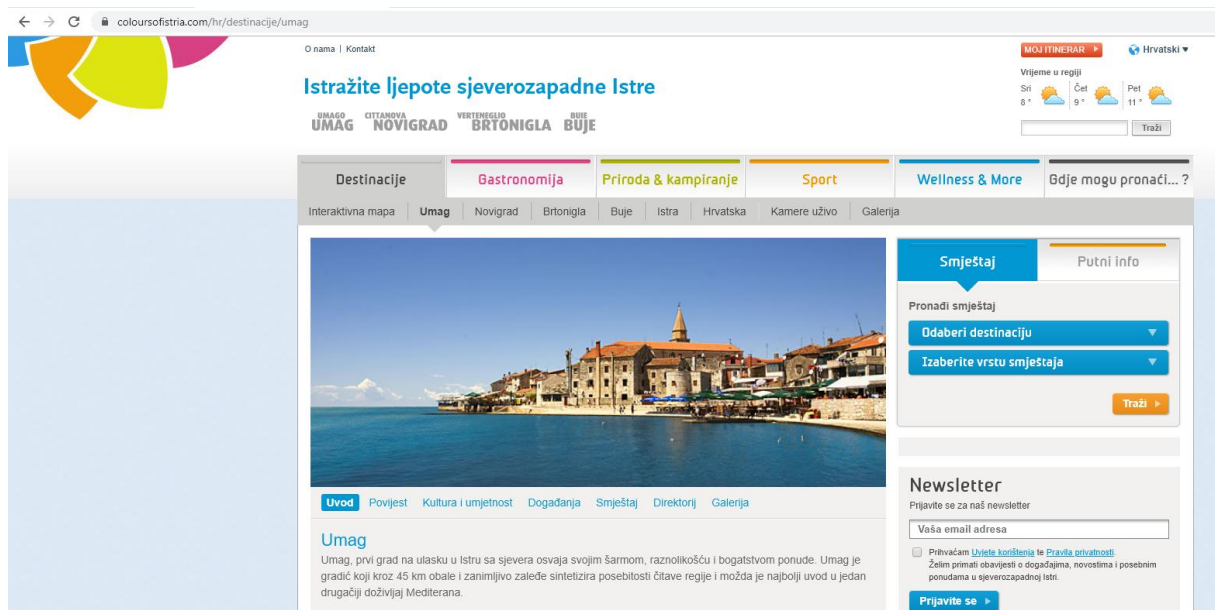 coloursofistria.com/hr/destinacije/umag
O nama | Kontakt
MOJ ITINERAR
Hrvatski
Istražite ljepote sjeverozapadne Istre
Vrijeme u regiji
Sri Čet Pet
8 ° 9 ° 11 °
UMAGO CITTANOVA VERTENEGLIO BUIE
UMAG NOVIGRAD BRTONIGLA BUJE
Traži
Destinacije Gastronomija Priroda & kampiranje Sport Wellness & More Gdje mogu pronaći... ?
Interaktivna mapa Umag Novigrad Brtonigla Buje Istra Hrvatska Kamere uživo Galerija
Smještaj Putni info
Pronađi smještaj
Odaberi destinaciju
Izaberite vrstu smještaja
Traži
Uvod Povijest Kultura i umjetnost Događanja Smještaj Direktorij Galerija
Umag
Umag, prvi grad na ulasku u Istru sa sjevera osvaja svojim šarmom, raznolikošću i bogatstvom ponude. Umag je
gradić koji kroz 45 km obale i zanimljivo zaleđe sintetizira posebitosti čitave regije i možda je najbolji uvod u jedan
drugačiji doživljaj Mediterana.
Newsletter
Prijavite se za naš newsletter
Vaša email adresa
Prihvaćam Uvjete korištenja te Pravila privatnosti.
Želim primati obavijesti o događajima, novostima i posebnim
ponudama u sjeverozapadnoj Istri.
Prijavite se